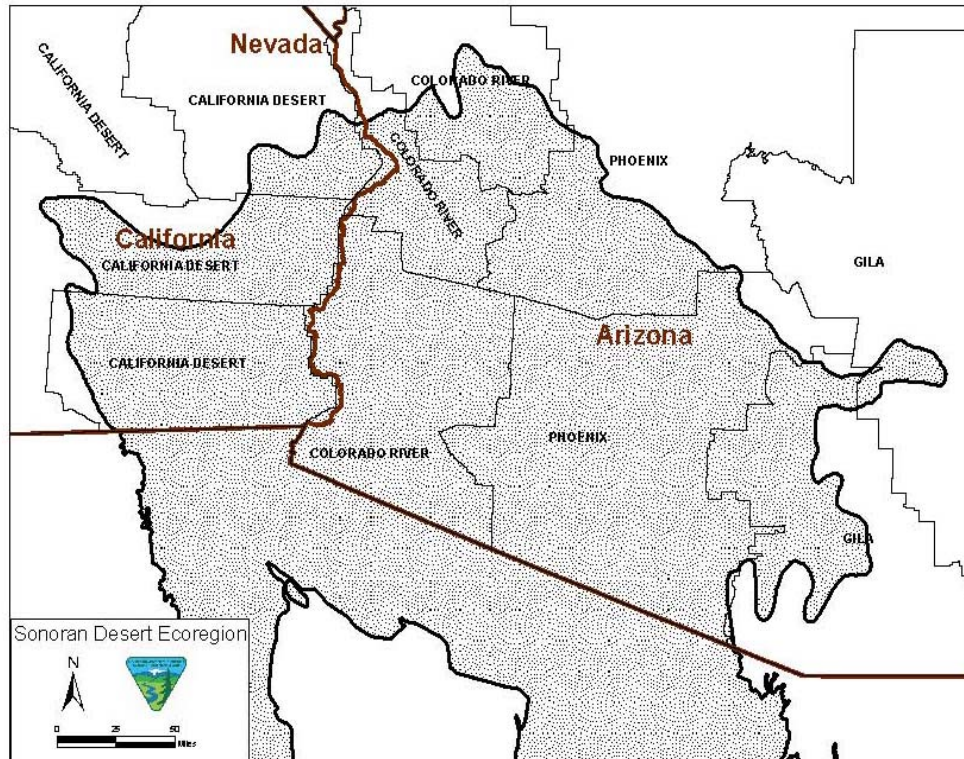 Nevada
CALIFORNIA DESERT
COLORADO RIVER
CALIFORNIA DESERT
COLORADO RIVER
PHOENIX
California
CALIFORNIA DESERT
GILA
Arizona
CALIFORNIA DESERT
PHOENIX
COLORADO RIVER
GILA
Sonoran Desert Ecoregion
N
0 25 50
Miles